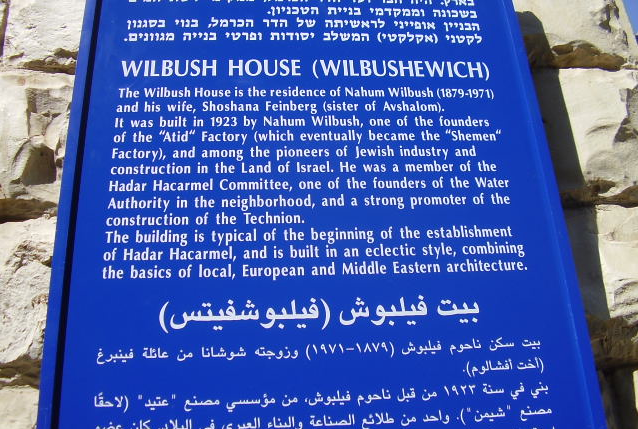 בשכונה וממקדמי בניית הטכניון.
הבניין אופייני לראשיתה של הדר הכרמל, בנוי בסגנון
לקטני (אקלקטי) המשלב יסודות ופרטי בנייה מגוונים.
WILBUSH HOUSE (WILBUSHEWICH)
The Wilbush House is the residence of Nahum Wilbush (1879-1971)
and his wife, Shoshana Feinberg (sister of Avshalom).
It was built in 1923 by Nahum Wilbush, one of the founders
of the "Atid" Factory (which eventually became the "Shemen"
Factory), and among the pioneers of Jewish industry and
construction in the Land of Israel. He was a member of the
Hadar Hacarmel Committee, one of the founders of the Water
Authority in the neighborhood, and a strong promoter of the
construction of the Technion.
The building is typical of the beginning of the establishment
of Hadar Hacarmel, and is built in an eclectic style, combining
the basics of local, European and Middle Eastern architecture.
بيت فيلبوش (فيلبوشفيتس)
بيت سكن ناحوم فيلبوش (١٨٧٩-١٩٧١) وزوجته شوشانا من عائلة فينبرغ
(أخت أفشالوم).
بني في سنة ١٩٢٣ من قبل ناحوم فيلبوش، من مؤسسي مصنع "عتيد" (لاحقًا
مصنع "شيمن"). واحد من طلائع الصناعة والبناء العبري في البلاد. كان عضو